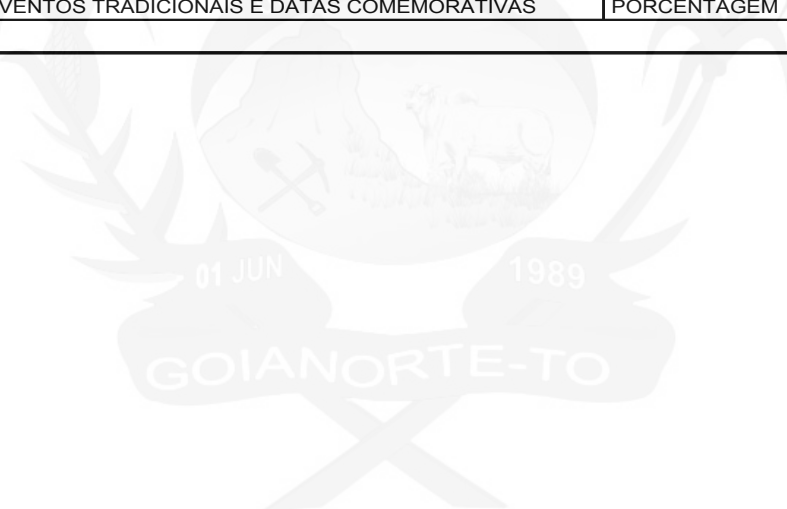 VENTOS TRADICIONAIS E DATAS COMEMORATIVAS PORCENTAGEM
01 JUN 1989
GOIANORTE-TO